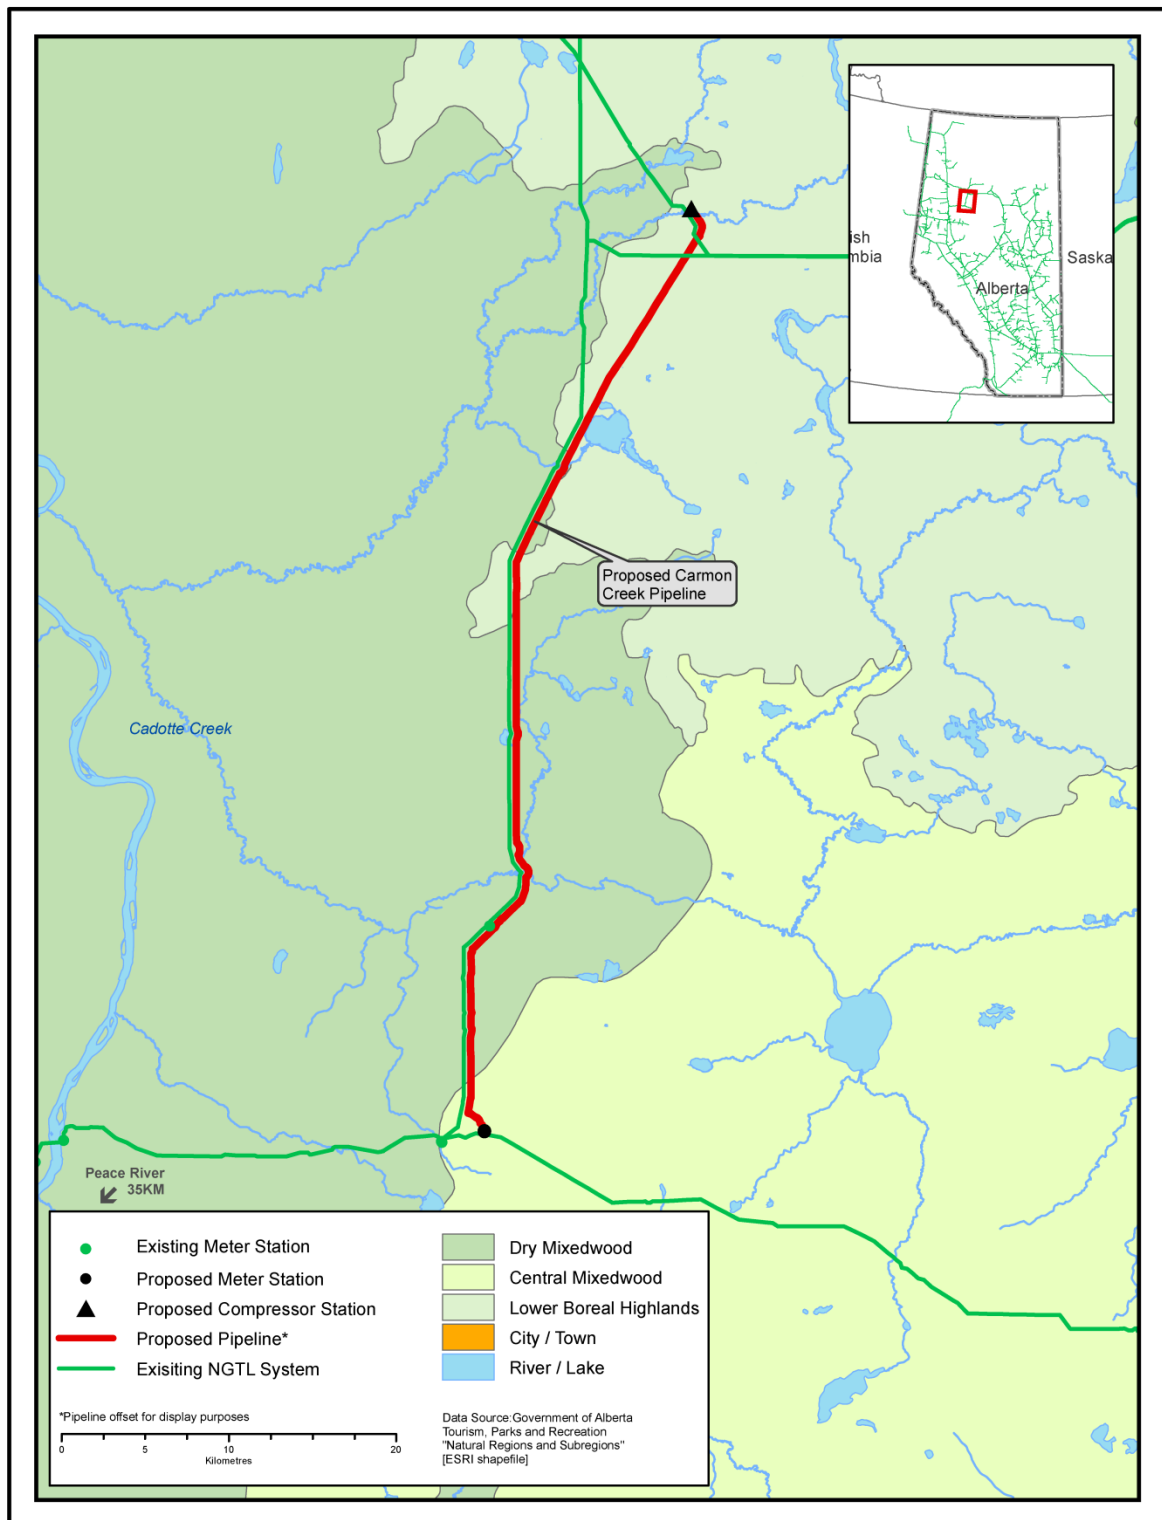 ish
mbia
Saska
Alberta
Proposed Carmon
Creek Pipeline
Cadotte Creek
Peace River
35KM
Existing Meter Station
Proposed Meter Station
Proposed Compressor Station
Proposed Pipeline*
Exisiting NGTL System
Dry Mixedwood
Central Mixedwood
Lower Boreal Highlands
City / Town
River / Lake
*Pipeline offset for display purposes
0 5 10 20
Kilometres
Data Source:Government of Alberta
Tourism, Parks and Recreation
"Natural Regions and Subregions"
[ESRI shapefile]